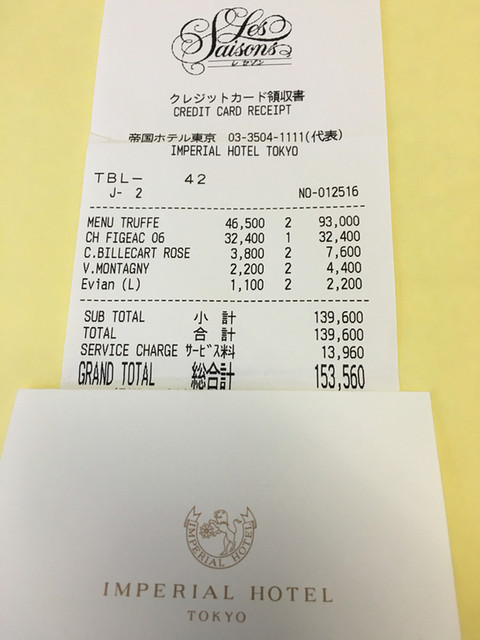 Les
Saisons
レ セゾン
クレジットカード領収書
CREDIT CARD RECEIPT
帝国ホテル東京 03-3504-1111(代表)
IMPERIAL HOTEL TOKYO
TBL- 42
J- 2 NO-012516
MENU TRUFFE 46,500 2 93,000
CH FIGEAC 06 32,400 1 32,400
C.BILLECART ROSE 3,800 2 7,600
V.MONTAGNY 2,200 2 4,400
Evian (L) 1,100 2 2,200
SUB TOTAL 小 計 139,600
TOTAL 合 計 139,600
SERVICE CHARGE ｻｰﾋﾞｽ料 13,960
GRAND TOTAL 総合計 153,560
IMPERIAL HOTEL
IMPERIAL HOTEL
TOKYO